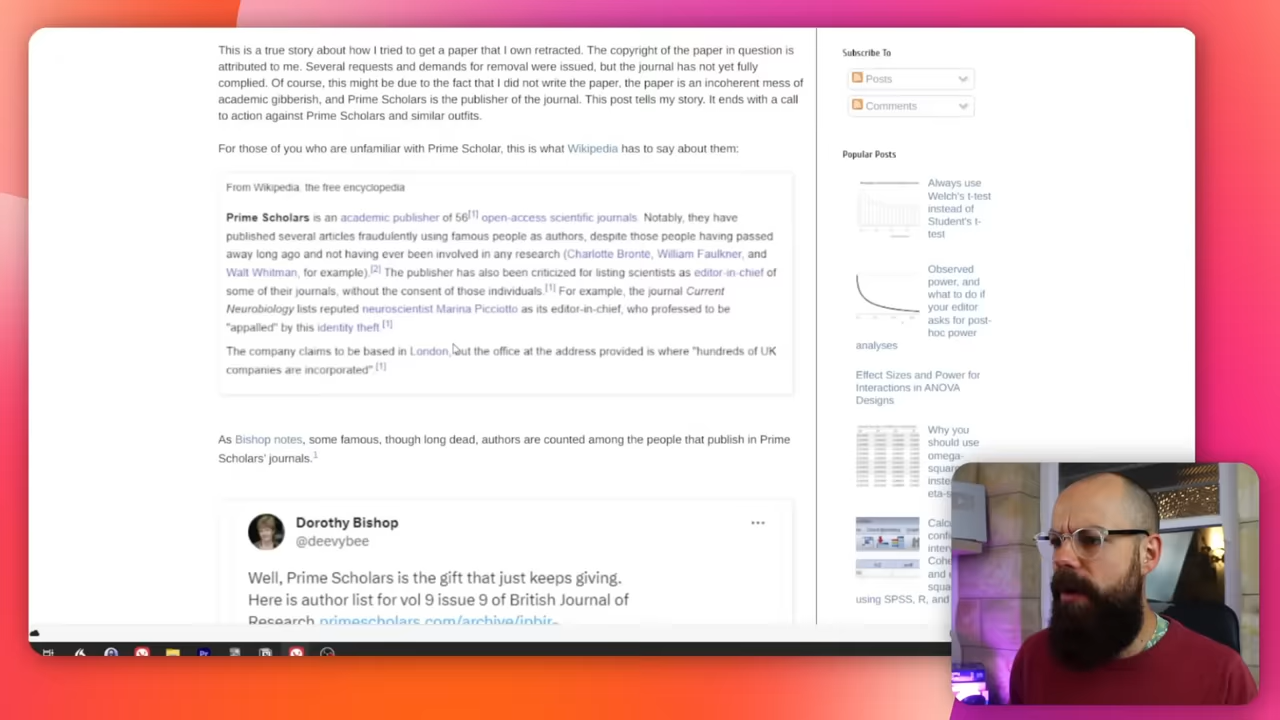 This is a true story about how I tried to get a paper that I own retracted. The copyright of the paper in question is
attributed to me. Several requests and demands for removal were issued, but the journal has not yet fully
complied. Of course, this might be due to the fact that I did not write the paper, the paper is an incoherent mess of
academic gibberish, and Prime Scholars is the publisher of the journal. This post tells my story. It ends with a call
to action against Prime Scholars and similar outfits.
For those of you who are unfamiliar with Prime Scholar, this is what Wikipedia has to say about them:
From Wikipedia, the free encyclopedia
Prime Scholars is an academic publisher of 56[1] open-access scientific journals. Notably, they have
published several articles fraudulently using famous people as authors, despite those people having passed
away long ago and not having ever been involved in any research (Charlotte Bronte, William Faulkner, and
Walt Whitman, for example).[2] The publisher has also been criticized for listing scientists as editor-in-chief of
some of their journals, without the consent of those individuals.[1] For example, the journal Current
Neurobiology lists reputed neuroscientist Marina Picciotto as its editor-in-chief, who professed to be
"appalled" by this identity theft.[1]
The company claims to be based in London, but the office at the address provided is where "hundreds of UK
companies are incorporated".[1]
As Bishop notes, some famous, though long dead, authors are counted among the people that publish in Prime
Scholars' journals.1
Dorothy Bishop
@deevybee
Well, Prime Scholars is the gift that just keeps giving.
Here is author list for vol 9 issue 9 of British Journal of
Research primescholars.com/archive/ipbjr-
Subscribe To
Posts
Comments
Popular Posts
Always use
Welch's t-test
instead of
Student's t-
test
Observed
power, and
what to do if
your editor
asks for post-
hoc power
analyses
Effect Sizes and Power for
Interactions in ANOVA
Designs
Why you
should use
omega-
inste
using SPSS, R, and
Pr